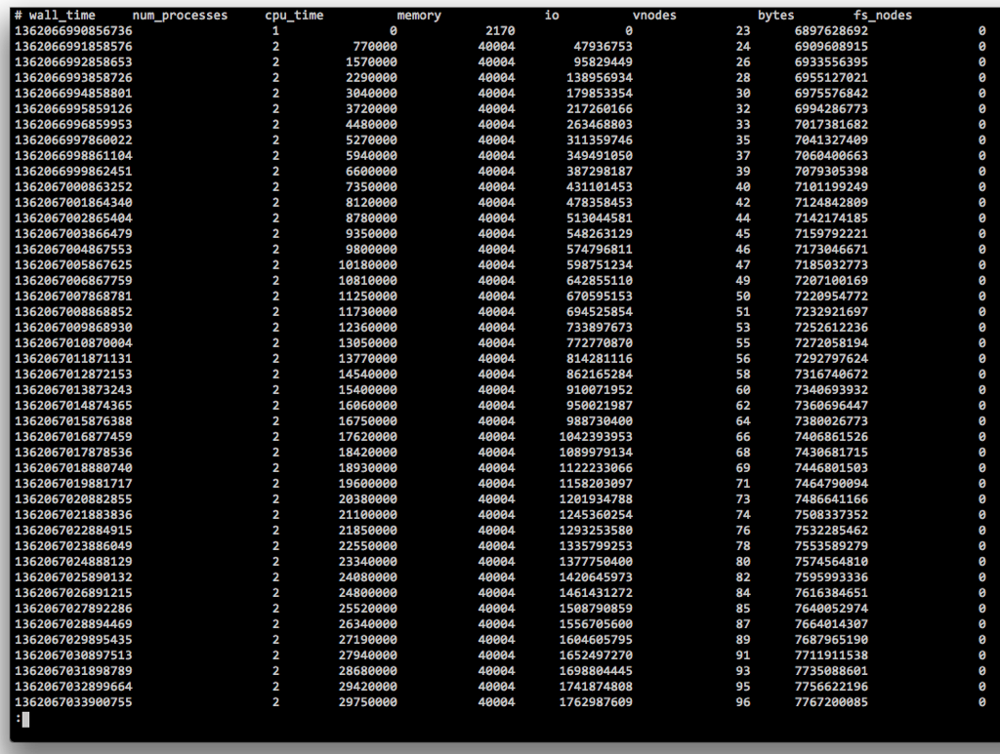 # wall_time num_processes cpu_time memory io vnodes bytes fs_nodes
1362066990856736 1 0 2170 0 23 6897628692 0
1362066991858576 2 770000 40004 47936753 24 6909608915 0
1362066992858653 2 1570000 40004 95829449 26 6933556395 0
1362066993858726 2 2290000 40004 138956934 28 6955127021 0
1362066994858801 2 3040000 40004 179853354 30 6975576842 0
1362066995859126 2 3720000 40004 217260166 32 6994286773 0
1362066996859953 2 4480000 40004 263468803 33 7017381682 0
1362066997860022 2 5270000 40004 311359746 35 7041327409 0
1362066998861104 2 5940000 40004 349491050 37 7060400663 0
1362066999862451 2 6600000 40004 387298187 39 7079305398 0
1362067000863252 2 7350000 40004 431101453 40 7101199249 0
1362067001864340 2 8120000 40004 478358453 42 7124842809 0
1362067002865404 2 8780000 40004 513044581 44 7142174185 0
1362067003866479 2 9350000 40004 548263129 45 7159792221 0
1362067004867553 2 9800000 40004 574796811 46 7173046671 0
1362067005867625 2 10180000 40004 598751234 47 7185032773 0
1362067006867759 2 10810000 40004 642855110 49 7207100169 0
1362067007868781 2 11250000 40004 670595153 50 7220954772 0
1362067008868852 2 11730000 40004 694525854 51 7232921697 0
1362067009868930 2 12360000 40004 733897673 53 7252612236 0
1362067010870004 2 13050000 40004 772770870 55 7272058194 0
1362067011871131 2 13770000 40004 814281116 56 7292797624 0
1362067012872153 2 14540000 40004 862165284 58 7316740672 0
1362067013873243 2 15400000 40004 910071952 60 7340693932 0
1362067014874365 2 16060000 40004 950021987 62 7360696447 0
1362067015876388 2 16750000 40004 988730400 64 7380026773 0
1362067016877459 2 17620000 40004 1042393953 66 7406861526 0
1362067017878536 2 18420000 40004 1089979134 68 7430681715 0
1362067018880740 2 18930000 40004 1122233066 69 7446801503 0
1362067019881717 2 19600000 40004 1158203097 71 7464790094 0
1362067020882855 2 20380000 40004 1201934788 73 7486641166 0
1362067021883836 2 21100000 40004 1245360254 74 7508337352 0
1362067022884915 2 21850000 40004 1293253580 76 7532285462 0
1362067023886049 2 22550000 40004 1335799253 78 7553589279 0
1362067024888129 2 23340000 40004 1377750400 80 7574564810 0
1362067025890132 2 24080000 40004 1420645973 82 7595993336 0
1362067026891215 2 24800000 40004 1461431272 84 7616384651 0
1362067027892286 2 25520000 40004 1508790859 85 7640052974 0
1362067028894469 2 26340000 40004 1556705600 87 7664014307 0
1362067029895435 2 27190000 40004 1604605795 89 7687965190 0
1362067030897513 2 27940000 40004 1652497270 91 7711911538 0
1362067031898789 2 28680000 40004 1698804445 93 7735088601 0
1362067032899664 2 29420000 40004 1741874808 95 7756622196 0
1362067033900755 2 29750000 40004 1762987609 96 7767200085 0
: